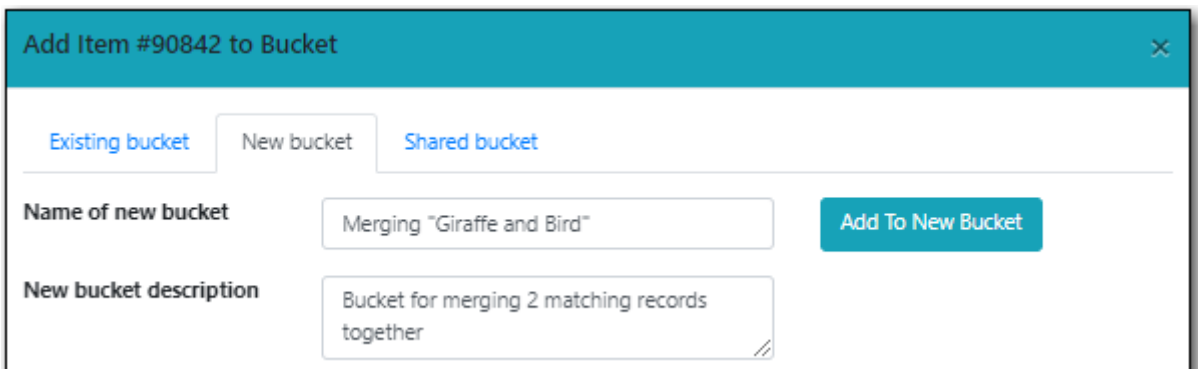 Add Item #90842 to Bucket
×
Existing bucket New bucket Shared bucket
Name of new bucket Merging "Giraffe and Bird" Add To New Bucket
New bucket description Bucket for merging 2 matching records
together